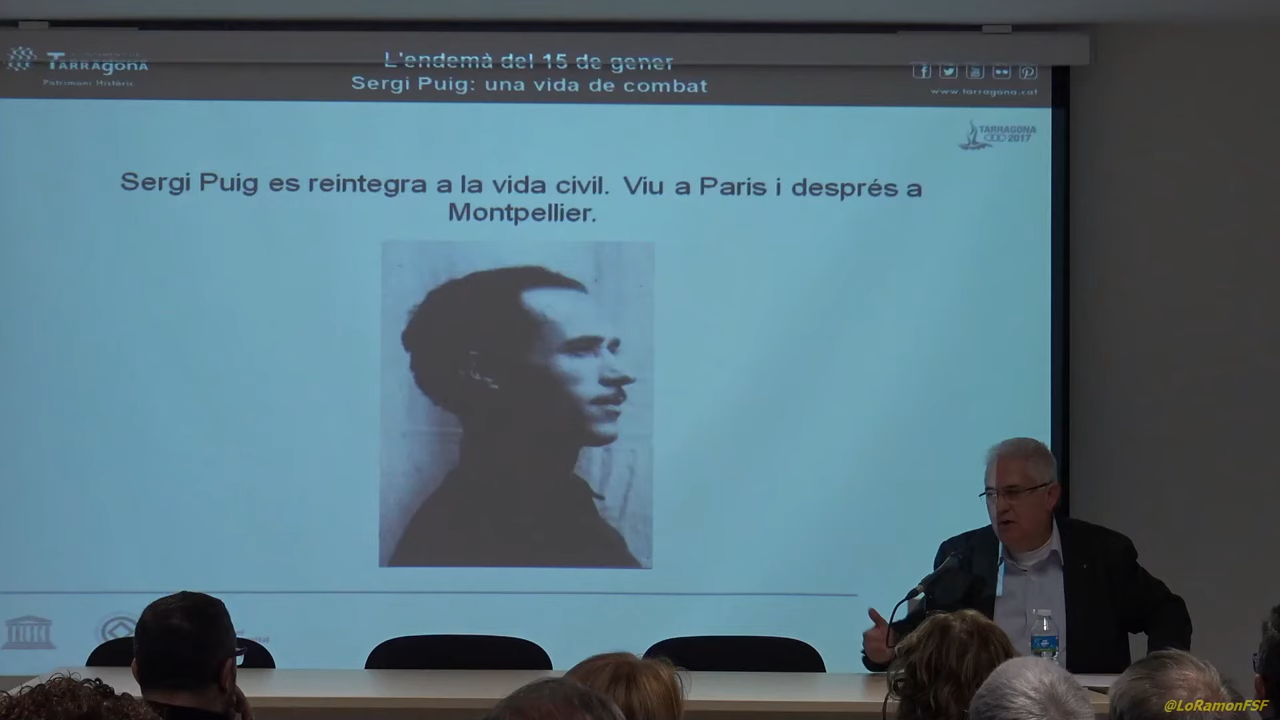 TARRAGONA
Patrimoni Històric
L'endemà del 15 de gener
Sergi Puig: una vida de combat
www.tarragona.cat
TARRAGONA
2017
Sergi Puig es reintegra a la vida civil. Viu a Paris i després a
Montpellier.
@LoRamonFSF